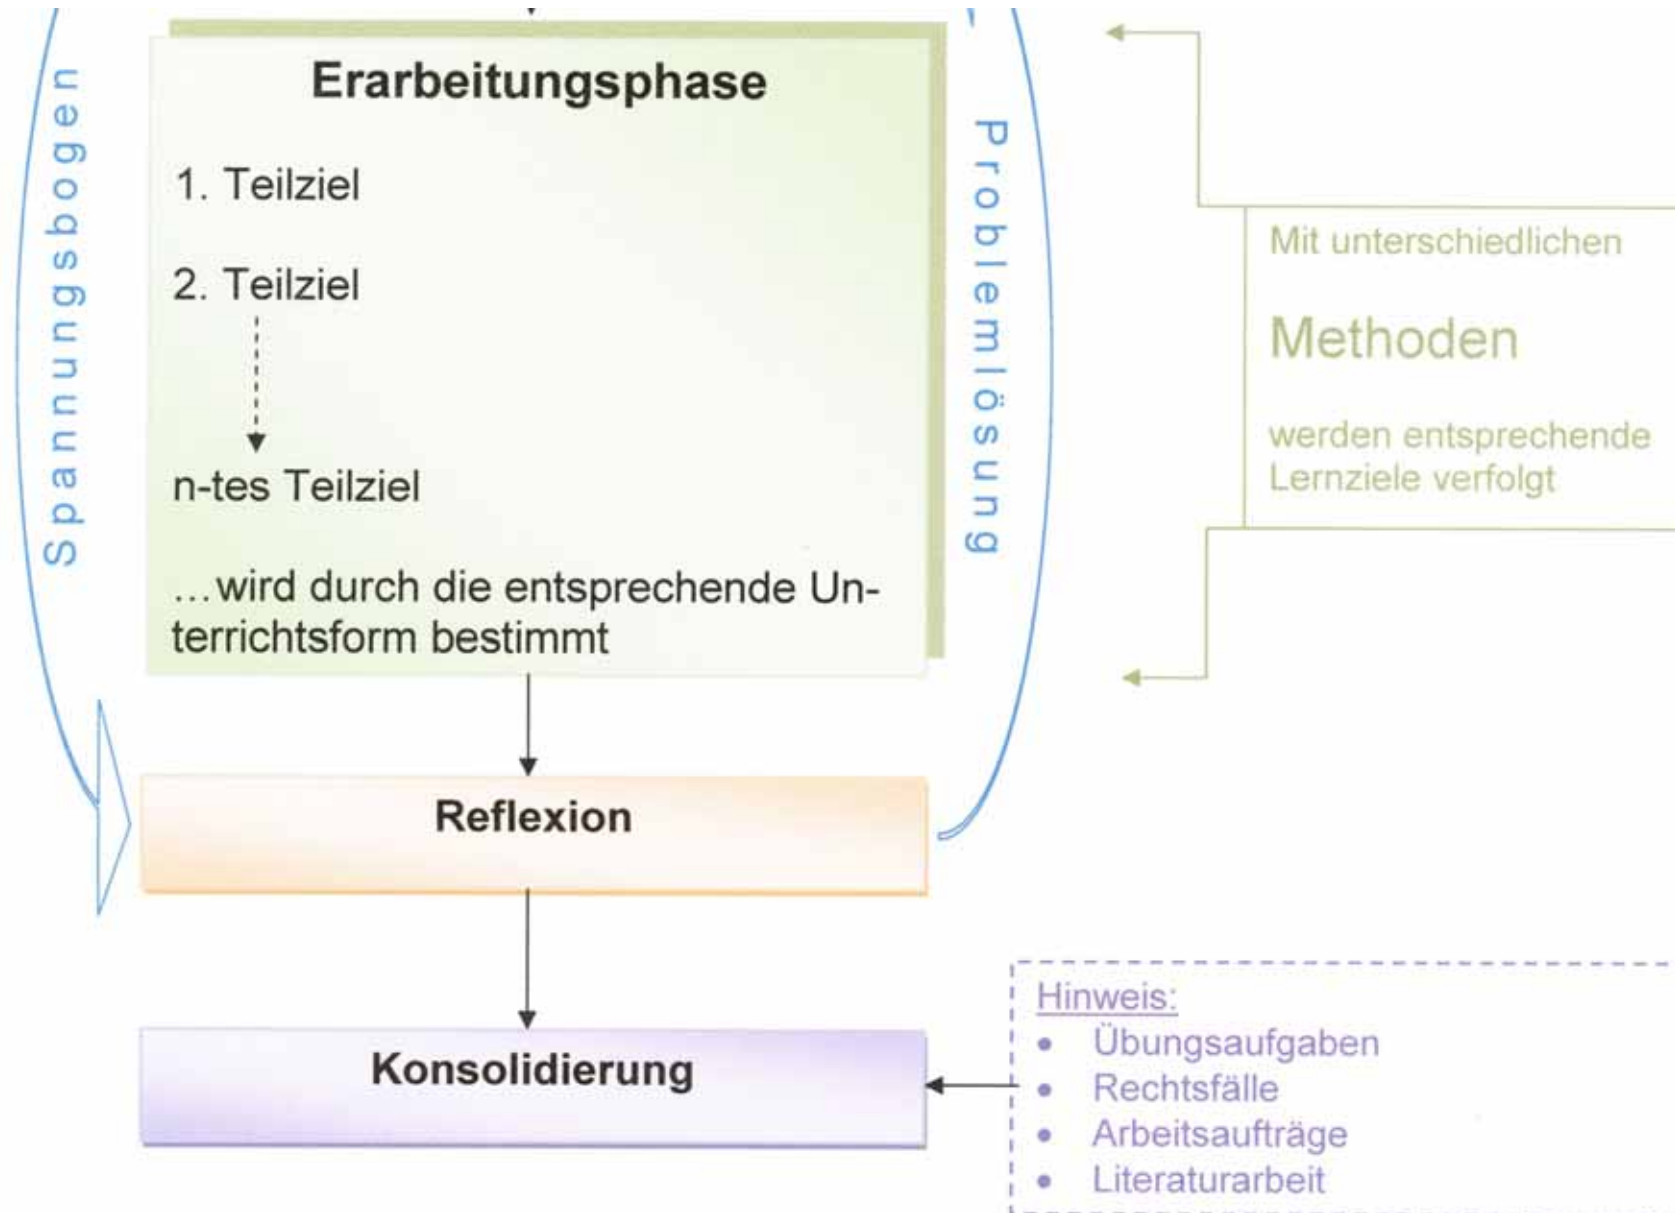 Spannungsbogen
Erarbeitungsphase
1. Teilziel
2. Teilziel
n-tes Teilziel
...wird durch die entsprechende Un-
terrichtsform bestimmt
Problemlösung
Mit unterschiedlichen
Methoden
werden entsprechende
Lernziele verfolgt
Reflexion
Konsolidierung
Hinweis:
• Übungsaufgaben
• Rechtsfälle
• Arbeitsaufträge
• Literaturarbeit